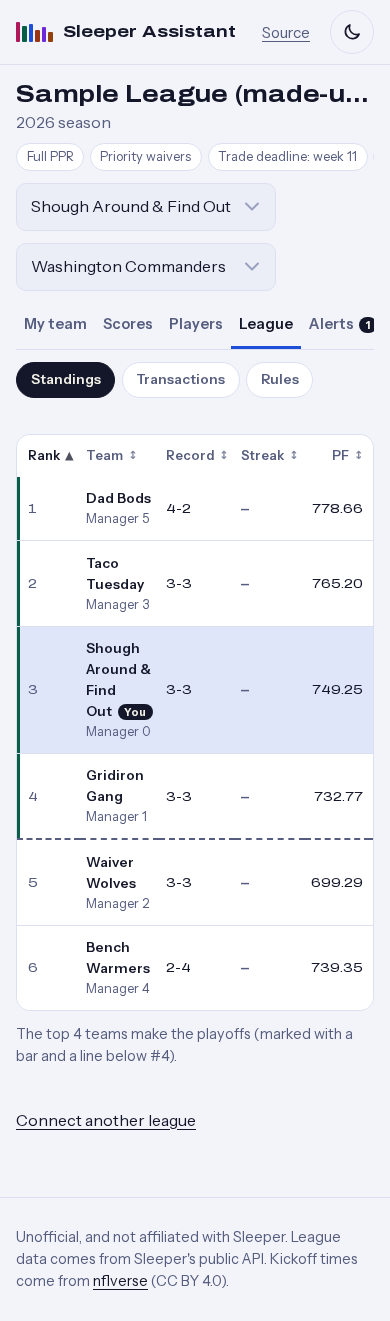 Sleeper Assistant
Source
Sample League (made-u...
2026 season
Full PPR
Priority waivers
Trade deadline: week 11
Shough Around & Find Out
Washington Commanders
My team
Scores
Players
League
Alerts 1
Standings
Transactions
Rules
Rank ▲ Team ↕ Record ↕ Streak ↕ PF ↕
1 Dad Bods 4-2 – 778.66
Manager 5
2 Taco Tuesday 3-3 – 765.20
Manager 3
3 Shough Around & Find Out You 3-3 – 749.25
Manager 0
4 Gridiron Gang 3-3 – 732.77
Manager 1
5 Waiver Wolves 3-3 – 699.29
Manager 2
6 Bench Warmers 2-4 – 739.35
Manager 4
The top 4 teams make the playoffs (marked with a
bar and a line below #4).
Connect another league
Unofficial, and not affiliated with Sleeper. League
data comes from Sleeper's public API. Kickoff times
come from nflverse (CC BY 4.0).